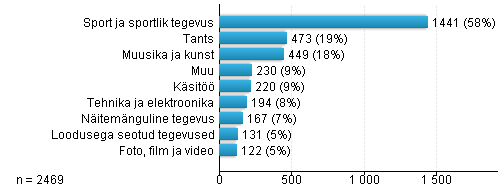 Sport ja sportlik tegevus 1441 (58%)
Tants 473 (19%)
Muusika ja kunst 449 (18%)
Muu 230 (9%)
Käsitöö 220 (9%)
Tehnika ja elektroonika 194 (8%)
Näitemänguline tegevus 167 (7%)
Loodusega seotud tegevused 131 (5%)
Foto, film ja video 122 (5%)
n = 2469 0 500 1 000 1 500